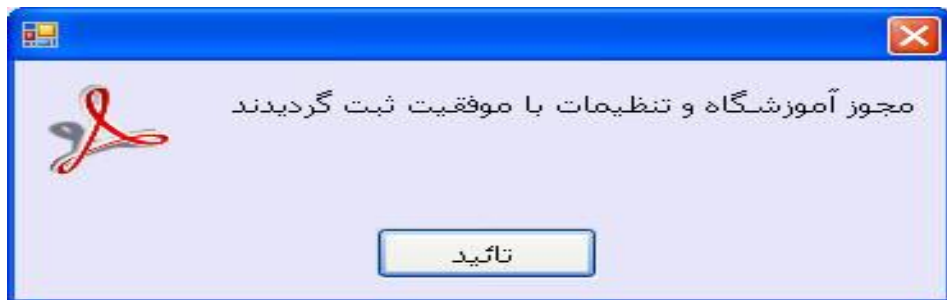 مجوز آموزشگاه و تنظیمات با موفقیت ثبت گردیدند
تائید